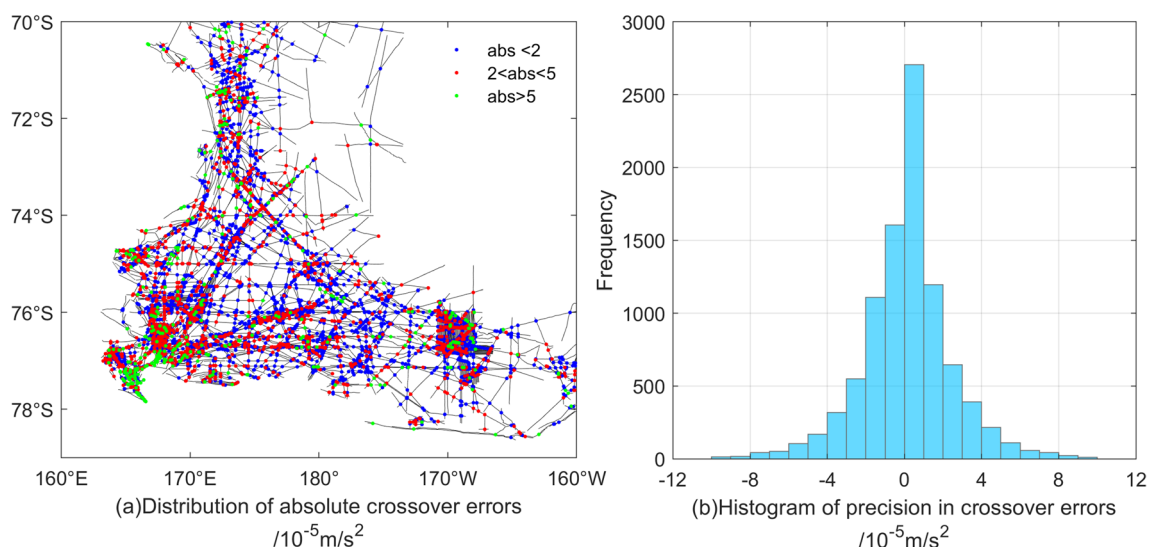 70°S
72°S
74°S
76°S
78°S
160°E
170°E
180°E
170°W
160°W
abs <2
2<abs<5
abs>5
(a)Distribution of absolute crossover errors
/10⁻⁵m/s²
Frequency
3000
2500
2000
1500
1000
500
0
-12
-8
-4
0
4
8
12
(b)Histogram of precision in crossover errors
/10⁻⁵m/s²